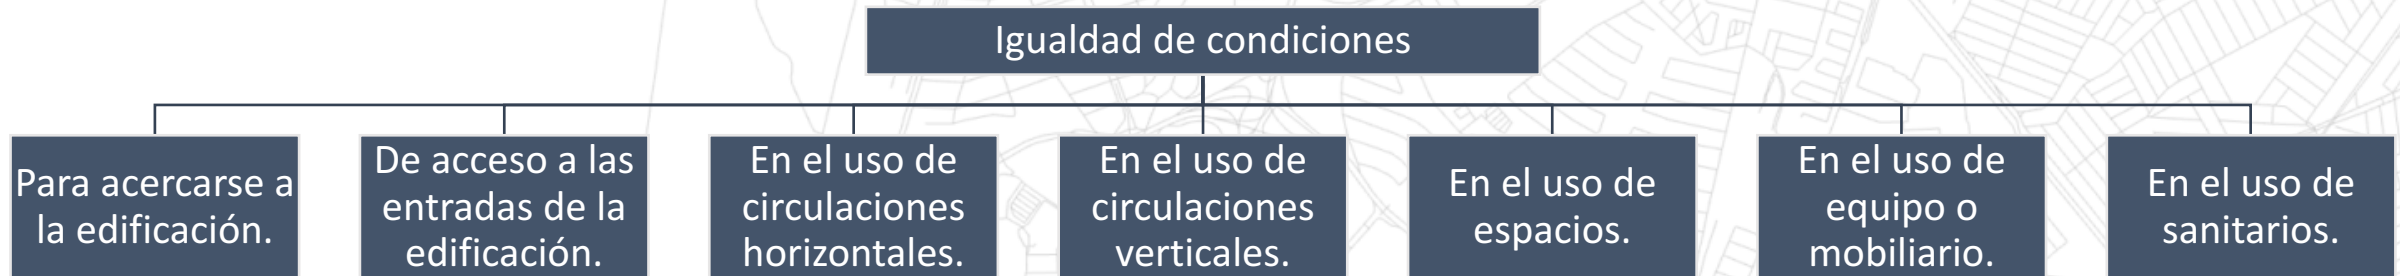 Igualdad de condiciones
Para acercarse a
la edificación.
De acceso a las
entradas de la
edificación.
En el uso de
circulaciones
horizontales.
En el uso de
circulaciones
verticales.
En el uso de
espacios.
En el uso de
equipo o
mobiliario.
En el uso de
sanitarios.